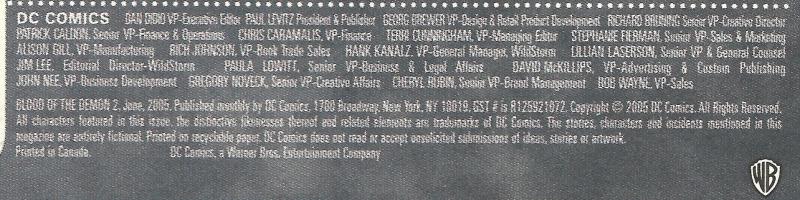 DC COMICS DAN DIDIO VP-Executive Editor PAUL LEVITZ President & Publisher GEORG BREWER VP-Design & Retail Product Development RICHARD BRUNING Senior VP-Creative Director
PATRICK CALDON, Senior VP-Finance & Operations CHRIS CARAMALIS, VP-Finance TERRI CUNNINGHAM, VP-Managing Editor STEPHANIE FIERMAN, Senior VP-Sales & Marketing
ALISON GILL, VP-Manufacturing RICH JOHNSON, VP-Book Trade Sales HANK KANALZ, VP-General Manager, WildStorm LILLIAN LASERSON, Senior VP & General Counsel
JIM LEE, Editorial Director-WildStorm PAULA LOWITT, Senior VP-Business & Legal Affairs DAVID McKILLIPS, VP-Advertising & Custom Publishing
JOHN NEE, VP-Business Development GREGORY NOVECK, Senior VP-Creative Affairs CHERYL RUBIN, Senior VP-Brand Management BOB WAYNE, VP-Sales
BLOOD OF THE DEMON 2, June, 2005. Published monthly by DC Comics, 1700 Broadway, New York, NY 10019. GST # is R125921072. Copyright © 2005 DC Comics. All Rights Reserved.
All characters featured in this issue, the distinctive likenesses thereof and related elements are trademarks of DC Comics. The stories, characters and incidents mentioned in this
magazine are entirely fictional. Printed on recyclable paper. DC Comics does not read or accept unsolicited submissions of ideas, stories or artwork.
Printed in Canada. DC Comics, a Warner Bros. Entertainment Company
WB